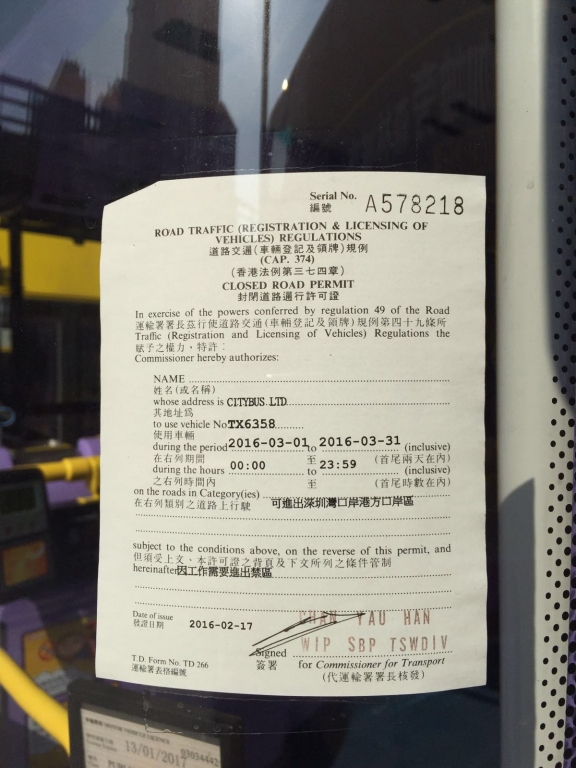 Serial No. A578218
編號
ROAD TRAFFIC (REGISTRATION & LICENSING OF
VEHICLES) REGULATIONS
道路交通(車輛登記及領牌)規例
(CAP. 374)
(香港法例第三七四章)
CLOSED ROAD PERMIT
封閉道路通行許可證
In exercise of the powers conferred by regulation 49 of the Road
運輸署署長茲行使道路交通(車輛登記及領牌)規例第四十九條所
Traffic (Registration and Licensing of Vehicles) Regulations the
賦予之權力,特許:
Commissioner hereby authorizes:
NAME
姓名(或名稱)
whose address is CITYBUS LTD
其地址爲
to use vehicle No. TX6358
使用車輛
during the period 2016-03-01 to 2016-03-31 (inclusive)
在右列期間 至 (首尾兩天在內)
during the hours 00:00 to 23:59 (inclusive)
之右列時間內 至 (首尾時數在內)
on the roads in Category(ies)
在右列類別之道路上行駛 可進出深圳灣口岸港方口岸區
subject to the conditions above, on the reverse of this permit, and
但須受上文、本許可證之背頁及下文所列之條件管制
hereinafter 因工作需要進出禁區
Date of issue
發證日期 2016-02-17
CHAN YAU HAN
WIP SBP TSWDIV
Signed for Commissioner for Transport
簽署 (代運輸署署長核發)
T.D. Form No. TD 266
運輸署表格編號
MOTOR VEHICLE LICENCE
13/01/2017 03034442